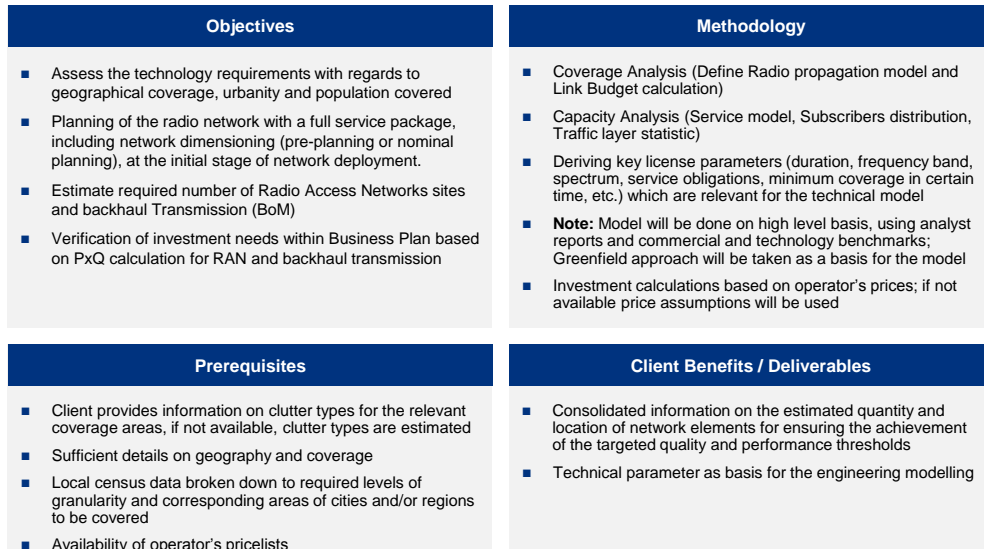 Objectives
Assess the technology requirements with regards to
geographical coverage, urbanity and population covered
Planning of the radio network with a full service package,
including network dimensioning (pre-planning or nominal
planning), at the initial stage of network deployment.
Estimate required number of Radio Access Networks sites
and backhaul Transmission (BoM)
Verification of investment needs within Business Plan based
on PxQ calculation for RAN and backhaul transmission
Methodology
Coverage Analysis (Define Radio propagation model and
Link Budget calculation)
Capacity Analysis (Service model, Subscribers distribution,
Traffic layer statistic)
Deriving key license parameters (duration, frequency band,
spectrum, service obligations, minimum coverage in certain
time, etc.) which are relevant for the technical model
Note: Model will be done on high level basis, using analyst
reports and commercial and technology benchmarks;
Greenfield approach will be taken as a basis for the model
Investment calculations based on operator's prices; if not
available price assumptions will be used
Prerequisites
Client provides information on clutter types for the relevant
coverage areas, if not available, clutter types are estimated
Sufficient details on geography and coverage
Local census data broken down to required levels of
granularity and corresponding areas of cities and/or regions
to be covered
Availability of operator's pricelists
Client Benefits / Deliverables
Consolidated information on the estimated quantity and
location of network elements for ensuring the achievement
of the targeted quality and performance thresholds
Technical parameter as basis for the engineering modelling